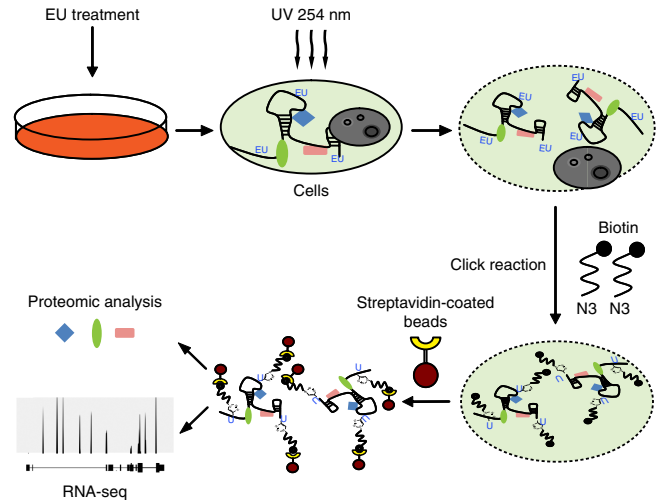 EU treatment
UV 254 nm
EU
EU
EU
Cells
EU
EU
EU
EU
EU
EU
Click reaction
Biotin
N3 N3
Proteomic analysis
Streptavidin-coated
beads
U
U
U
U
U
U
U
U
U
U
RNA-seq